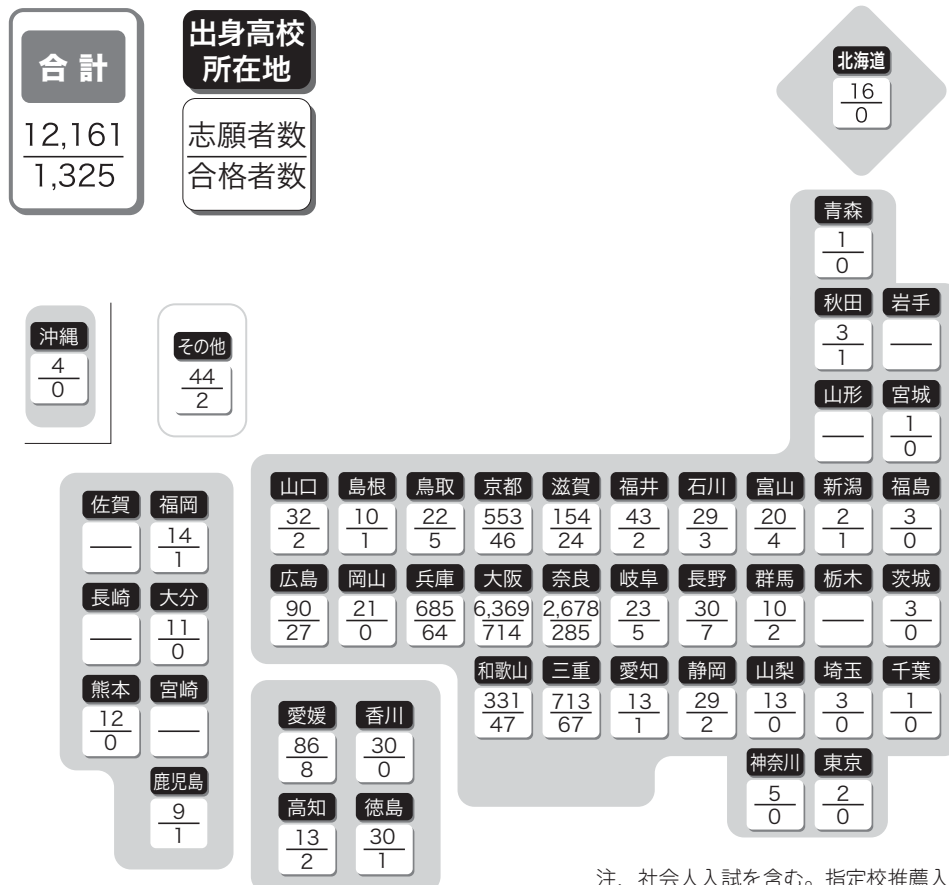 合計
12,161
1,325
出身高校
所在地
志願者数
合格者数
北海道
16
0
青森
1
0
秋田 岩手
3 —
1
山形 宮城
— 1
0
沖縄
4
0
その他
44
2
佐賀 福岡
— 14
1
長崎 大分
— 11
0
熊本 宮崎
12 —
0
鹿児島
9
1
山口 島根 鳥取 京都 滋賀 福井 石川 富山 新潟 福島
32 10 22 553 154 43 29 20 2 3
2 1 5 46 24 2 3 4 1 0
広島 岡山 兵庫 大阪 奈良 岐阜 長野 群馬 栃木 茨城
90 21 685 6,369 2,678 23 30 10 — 3
27 0 64 714 285 5 7 2 0
和歌山 三重 愛知 静岡 山梨 埼玉 千葉
331 713 13 29 13 3 1
47 67 1 2 0 0 0
神奈川 東京
5 2
0 0
愛媛 香川
86 30
8 0
高知 徳島
13 30
2 1
注．社会人入試を含む。指定校推薦入